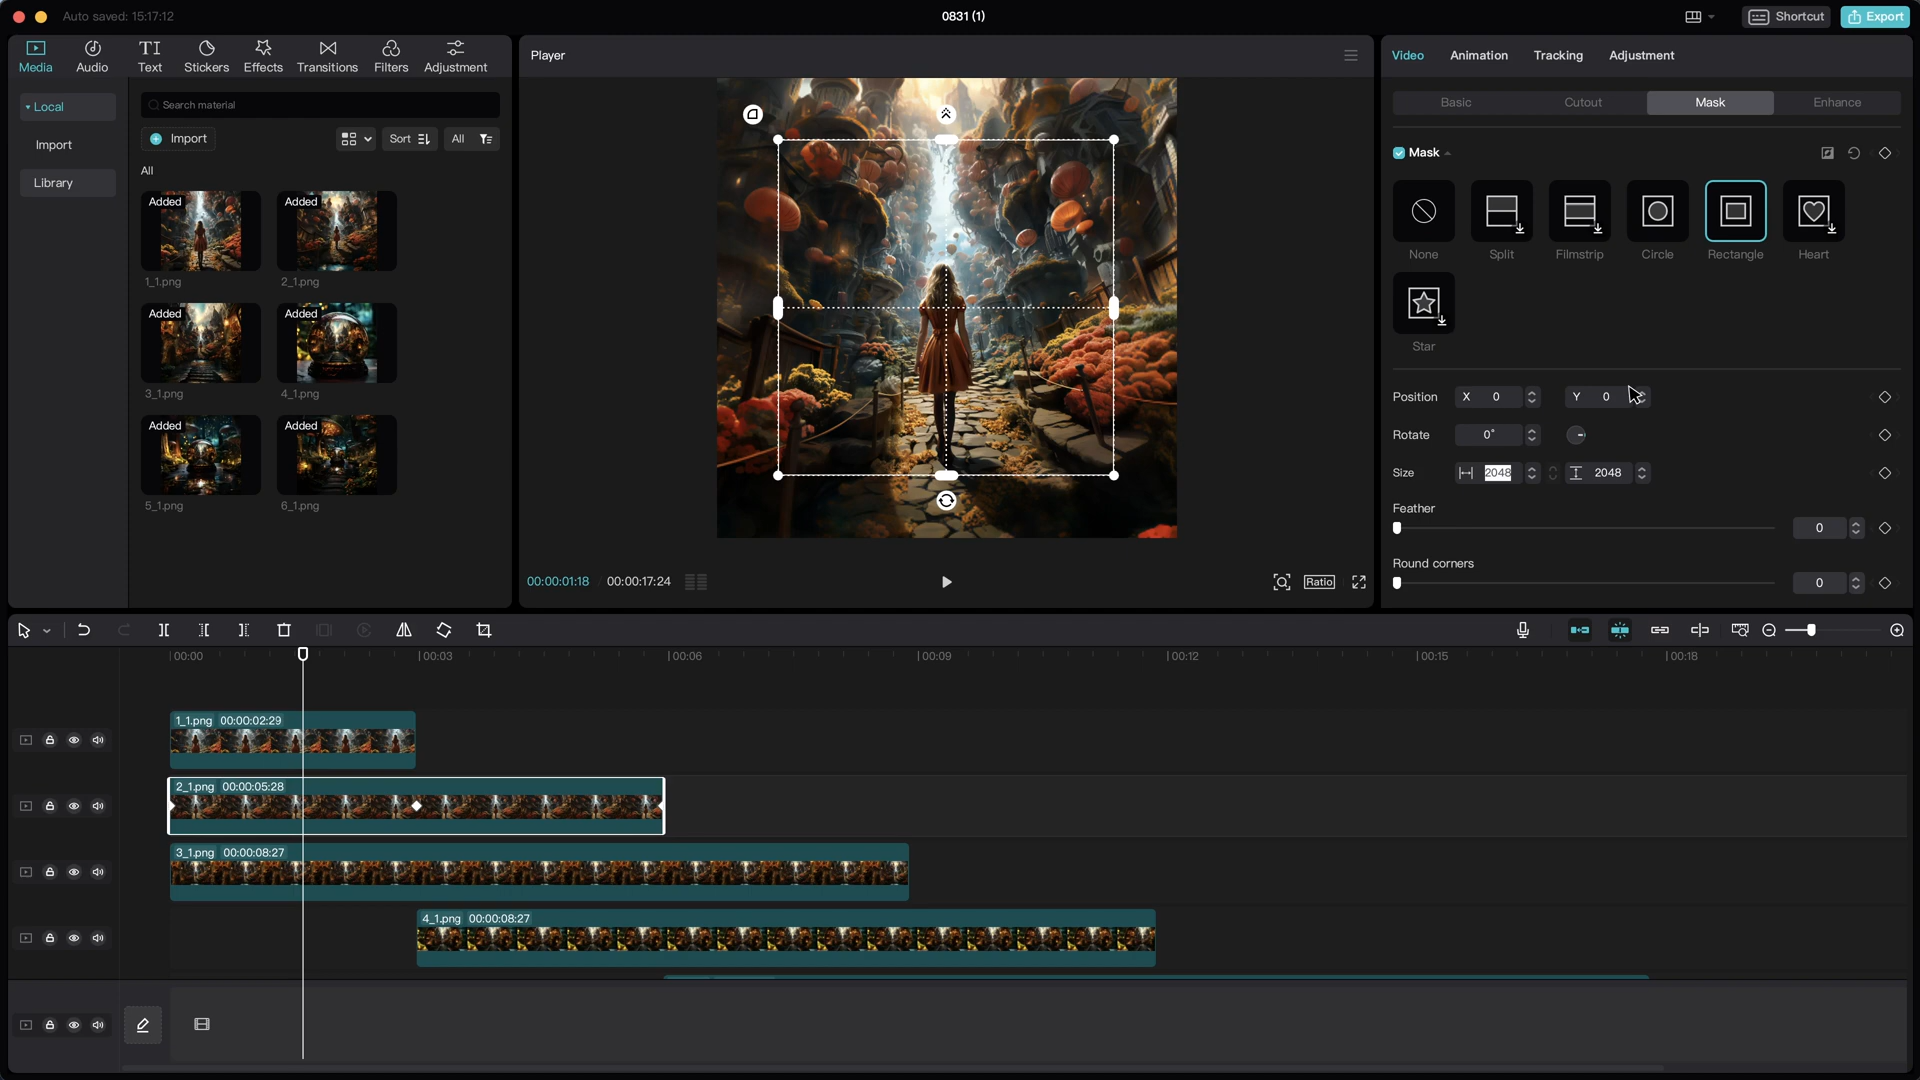 Auto saved: 15:17:12
0831 (1)
Shortcut
Export
Media
Audio
Text
Stickers
Effects
Transitions
Filters
Adjustment
Local
Import
Library
Search material
Import
Sort
All
All
Added
1_1.png
Added
2_1.png
Added
3_1.png
Added
4_1.png
Added
5_1.png
Added
6_1.png
Player
00:00:01:18 / 00:00:17:24
Ratio
Video
Animation
Tracking
Adjustment
Basic
Cutout
Mask
Enhance
Mask
None
Split
Filmstrip
Circle
Rectangle
Heart
Star
Position X 0 Y 0
Rotate 0°
Size 2048 2048
Feather
0
Round corners
0
00:00
00:03
00:06
00:09
00:12
00:15
00:18
1_1.png 00:00:02:29
2_1.png 00:00:05:28
3_1.png 00:00:08:27
4_1.png 00:00:08:27